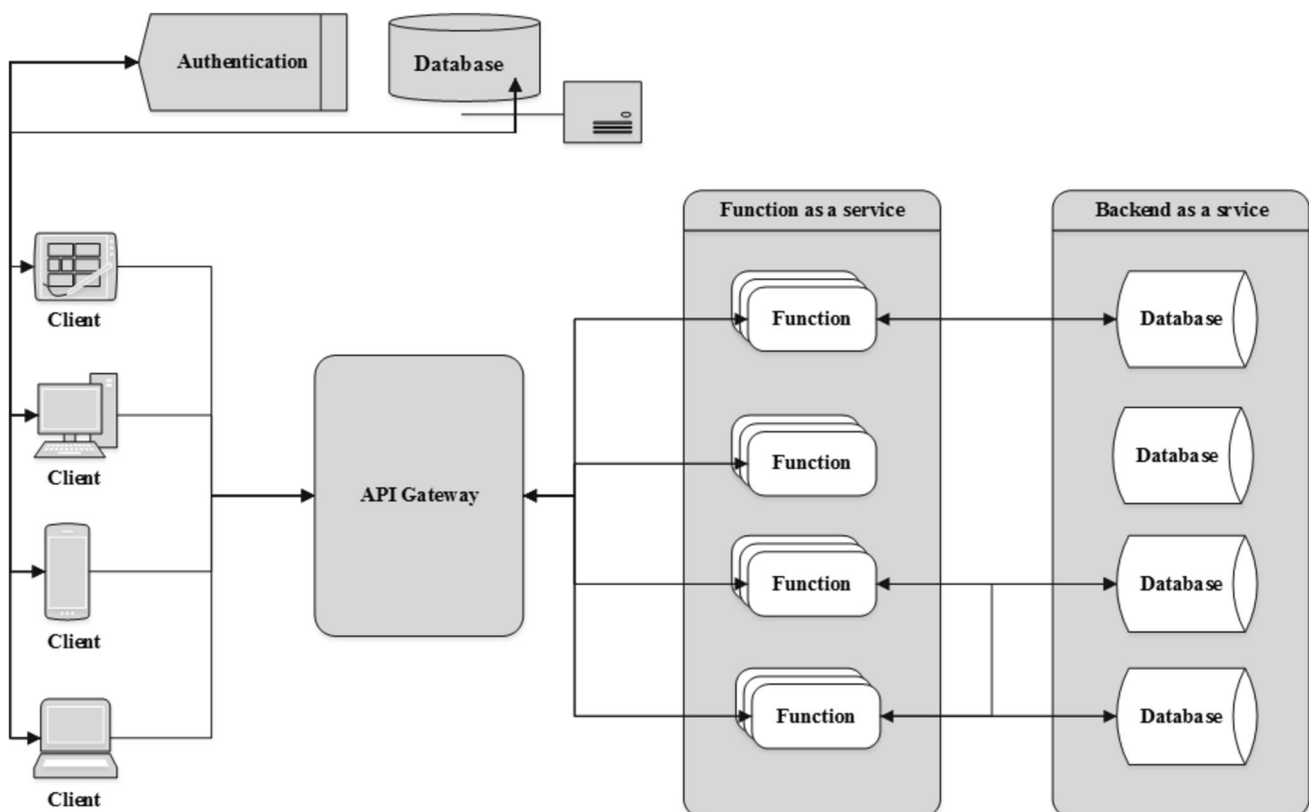 Authentication
Database
Function as a service
Backend as a srvice
Client
Client
Client
Client
API Gateway
Function
Function
Function
Function
Database
Database
Database
Database